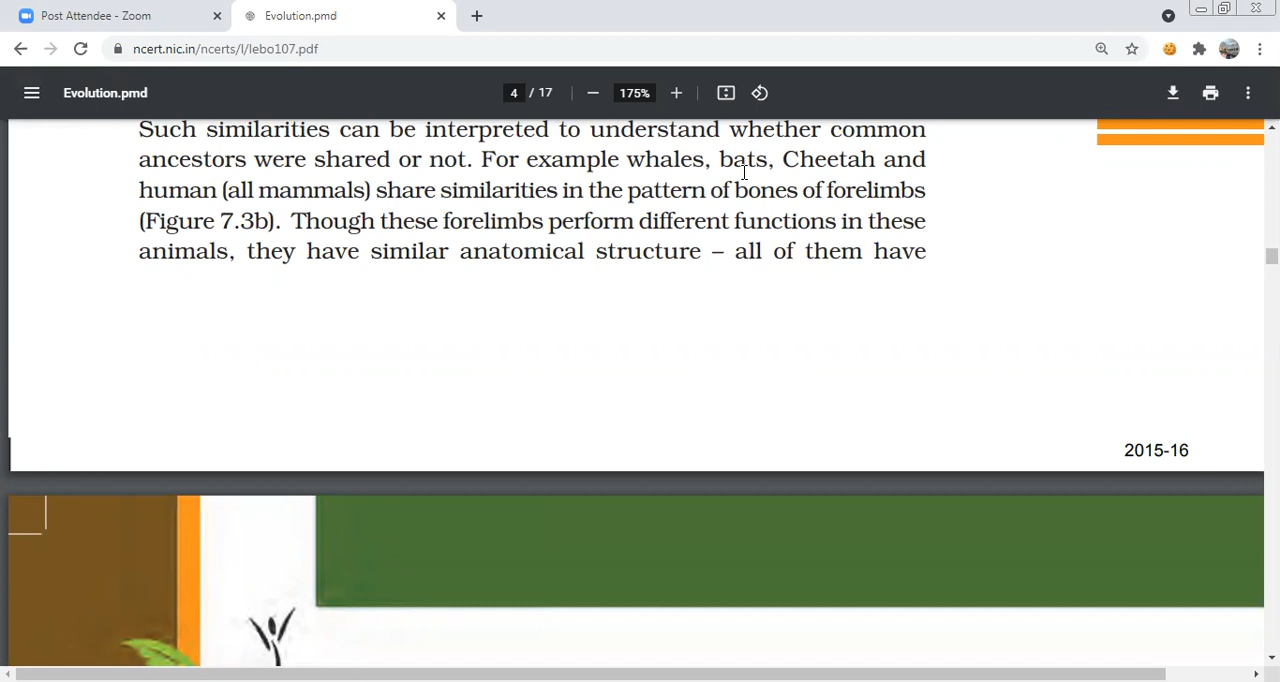 Post Attendee - Zoom
Evolution.pmd
ncert.nic.in/ncerts/l/lebo107.pdf
Evolution.pmd
4 / 17
175%
Such similarities can be interpreted to understand whether common
ancestors were shared or not. For example whales, bats, Cheetah and
human (all mammals) share similarities in the pattern of bones of forelimbs
(Figure 7.3b). Though these forelimbs perform different functions in these
animals, they have similar anatomical structure – all of them have
2015-16